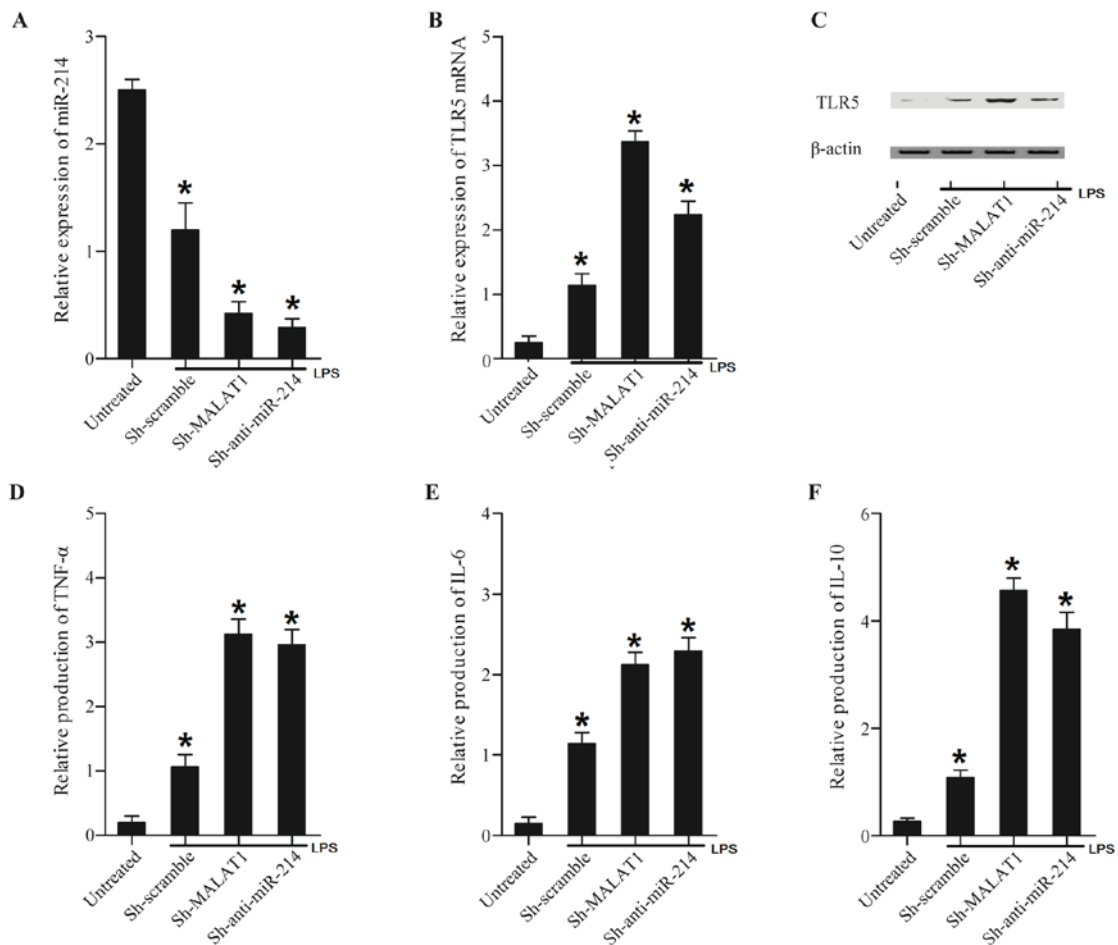 A
Relative expression of miR-214
3
2
1
0
*
*
*
Untreated
Sh-scramble
Sh-MALAT1
Sh-anti-miR-214
LPS
B
Relative expression of TLR5 mRNA
5
4
3
2
1
0
*
*
*
Untreated
Sh-scramble
Sh-MALAT1
Sh-anti-miR-214
LPS
C
TLR5
β-actin
Untreated
Sh-scramble
Sh-MALAT1
Sh-anti-miR-214
LPS
D
Relative production of TNF-α
5
4
3
2
1
0
*
*
*
Untreated
Sh-scramble
Sh-MALAT1
Sh-anti-miR-214
LPS
E
Relative production of IL-6
4
3
2
1
0
*
*
*
Untreated
Sh-scramble
Sh-MALAT1
Sh-anti-miR-214
LPS
F
Relative production of IL-10
6
4
2
0
*
*
*
Untreated
Sh-scramble
Sh-MALAT1
Sh-anti-miR-214
LPS